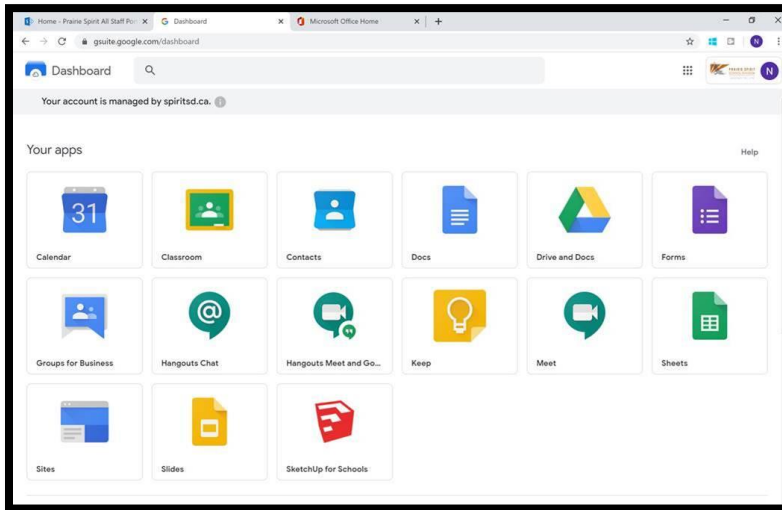 Home - Prairie Spirit All Staff Por
Dashboard
Microsoft Office Home
gsuite.google.com/dashboard
N
Dashboard
PRAIRIE SPIRIT
N
Your account is managed by spiritsd.ca.
Your apps
Help
31
Calendar
Classroom
Contacts
Docs
Drive and Docs
Forms
Groups for Business
@
Hangouts Chat
Hangouts Meet and Go...
Keep
Meet
Sheets
Sites
Slides
SketchUp for Schools